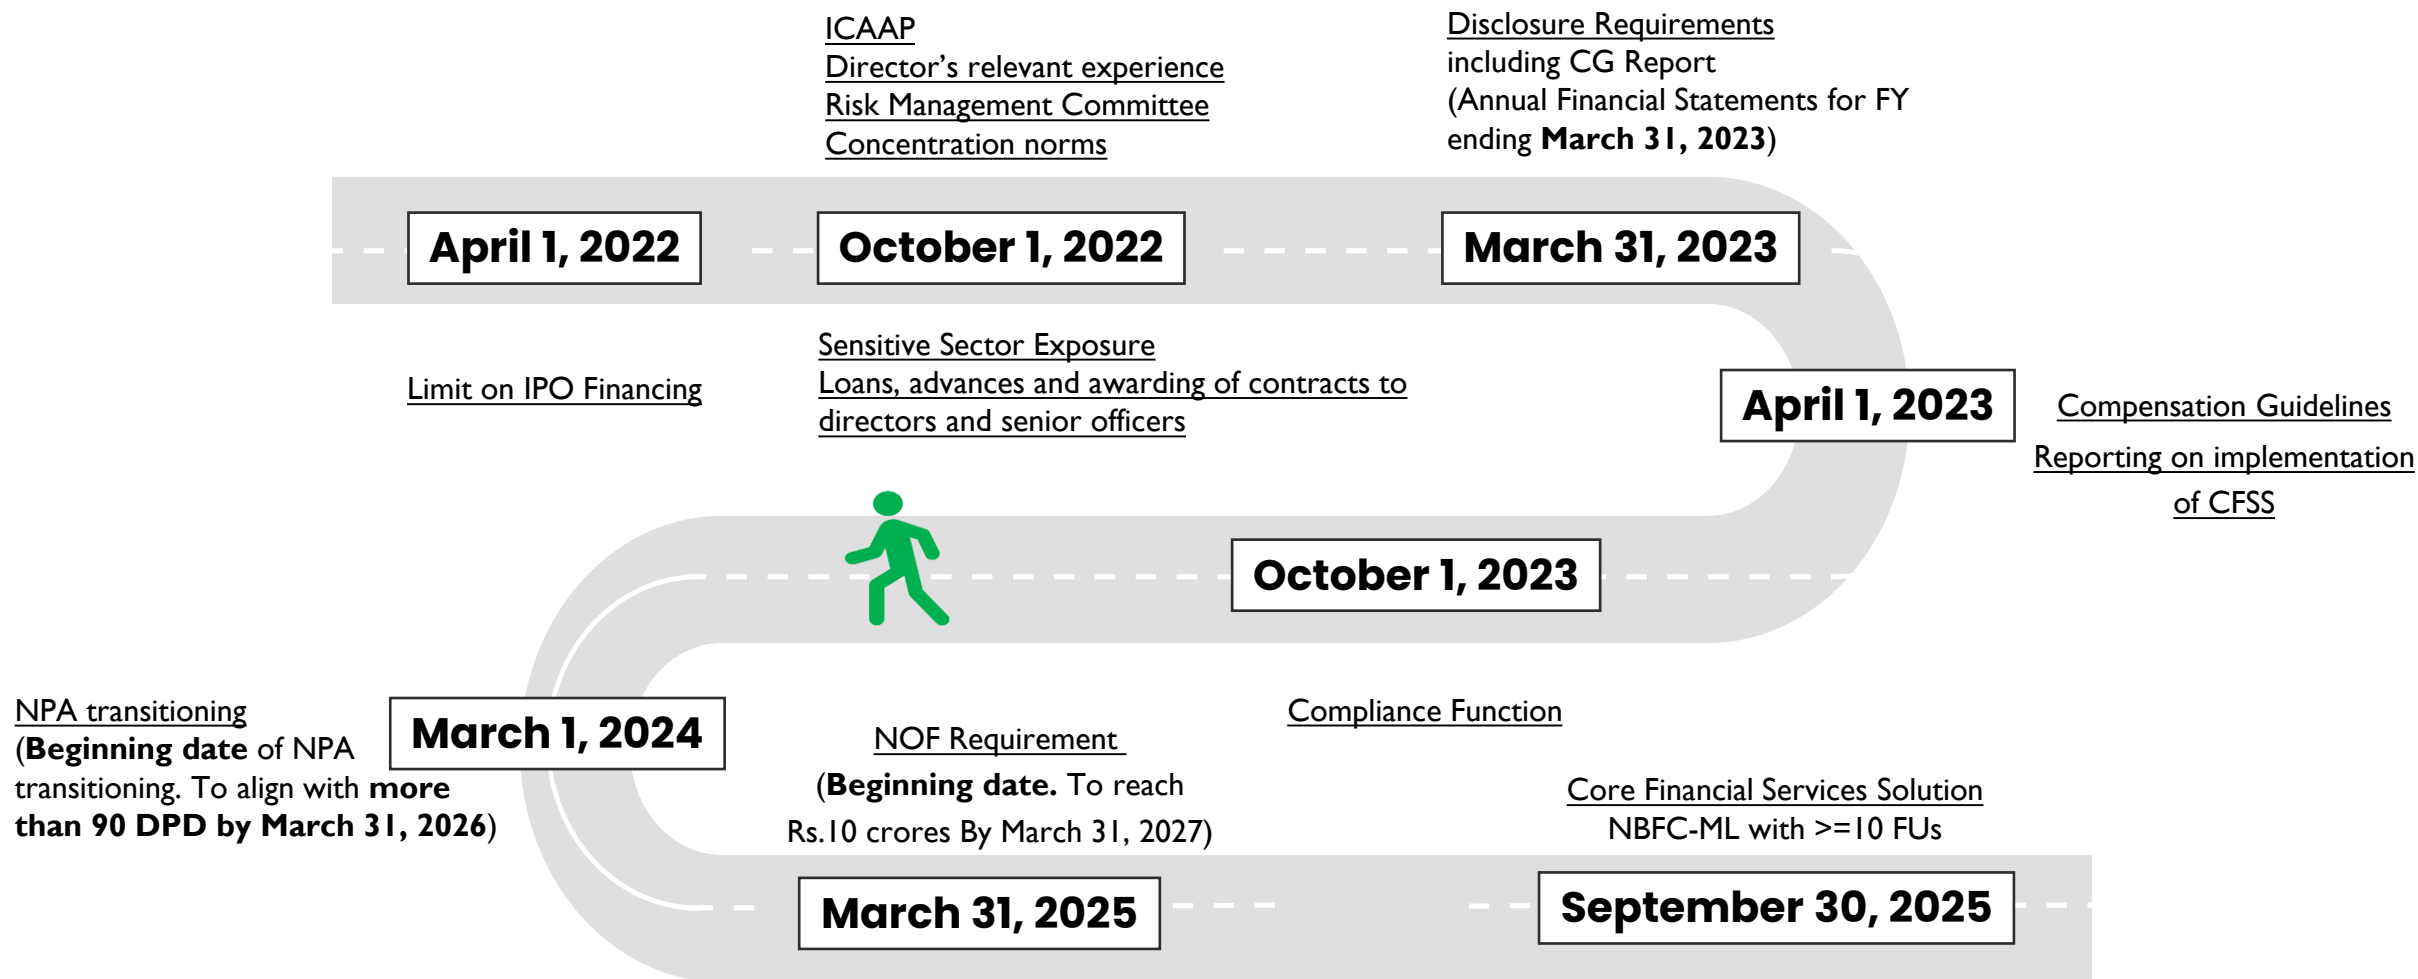 ICAAP
Director’s relevant experience
Risk Management Committee
Concentration norms
Disclosure Requirements
including CG Report
(Annual Financial Statements for FY
ending March 31, 2023)
April 1, 2022
October 1, 2022
March 31, 2023
Limit on IPO Financing
Sensitive Sector Exposure
Loans, advances and awarding of contracts to
directors and senior officers
April 1, 2023
Compensation Guidelines
Reporting on implementation
of CFSS
October 1, 2023
Compliance Function
NPA transitioning
(Beginning date of NPA
transitioning. To align with more
than 90 DPD by March 31, 2026)
March 1, 2024
NOF Requirement
(Beginning date. To reach
Rs.10 crores By March 31, 2027)
March 31, 2025
Core Financial Services Solution
NBFC-ML with >=10 FUs
September 30, 2025